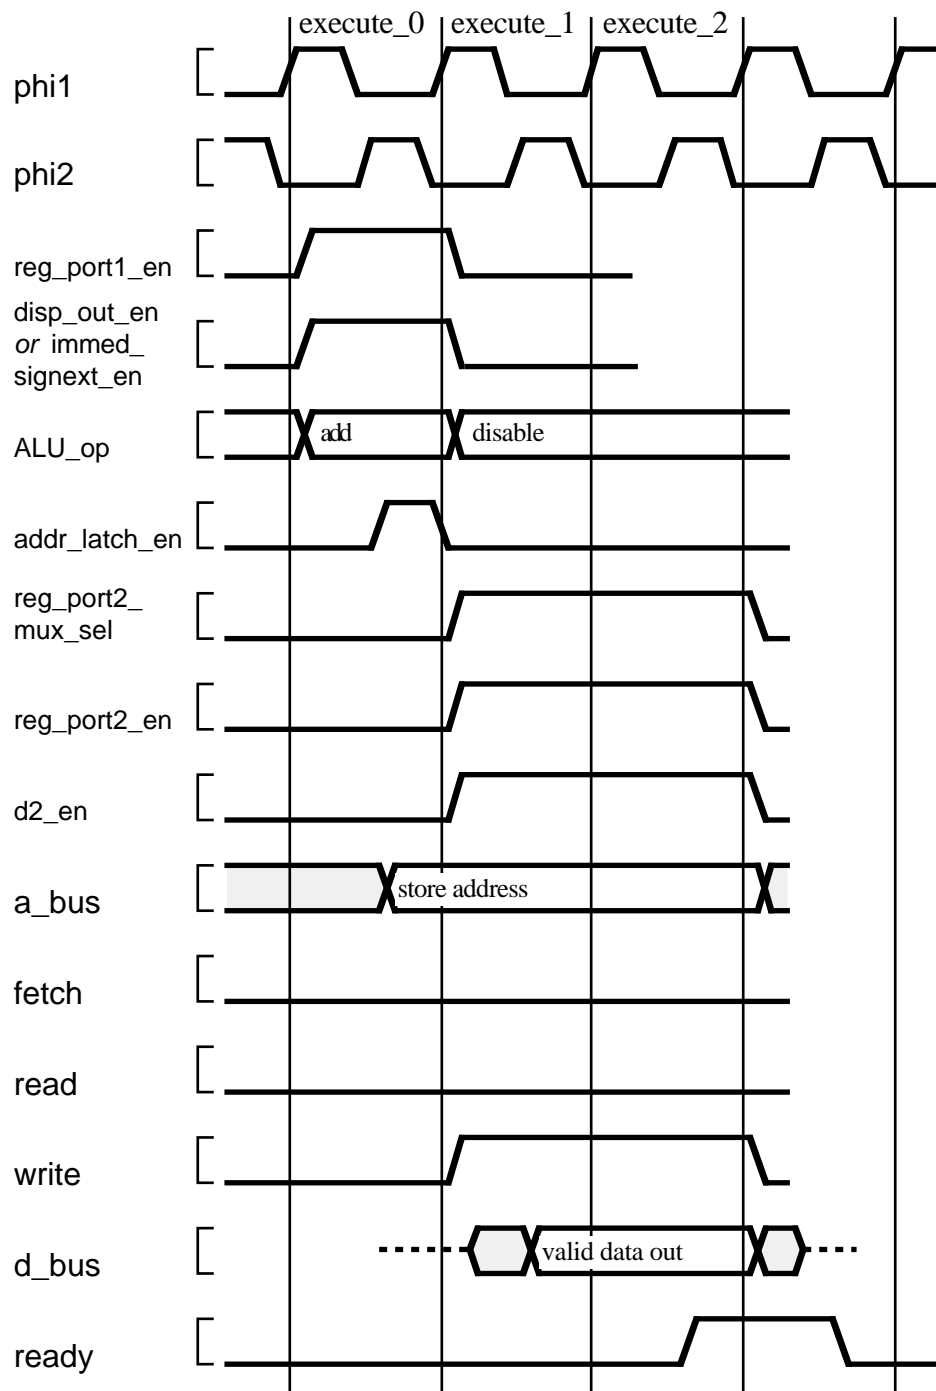 execute_0 execute_1 execute_2
phi1
phi2
reg_port1_en
disp_out_en
or immed_
signext_en
ALU_op add disable
addr_latch_en
reg_port2_
mux_sel
reg_port2_en
d2_en
a_bus store address
fetch
read
write
d_bus valid data out
ready